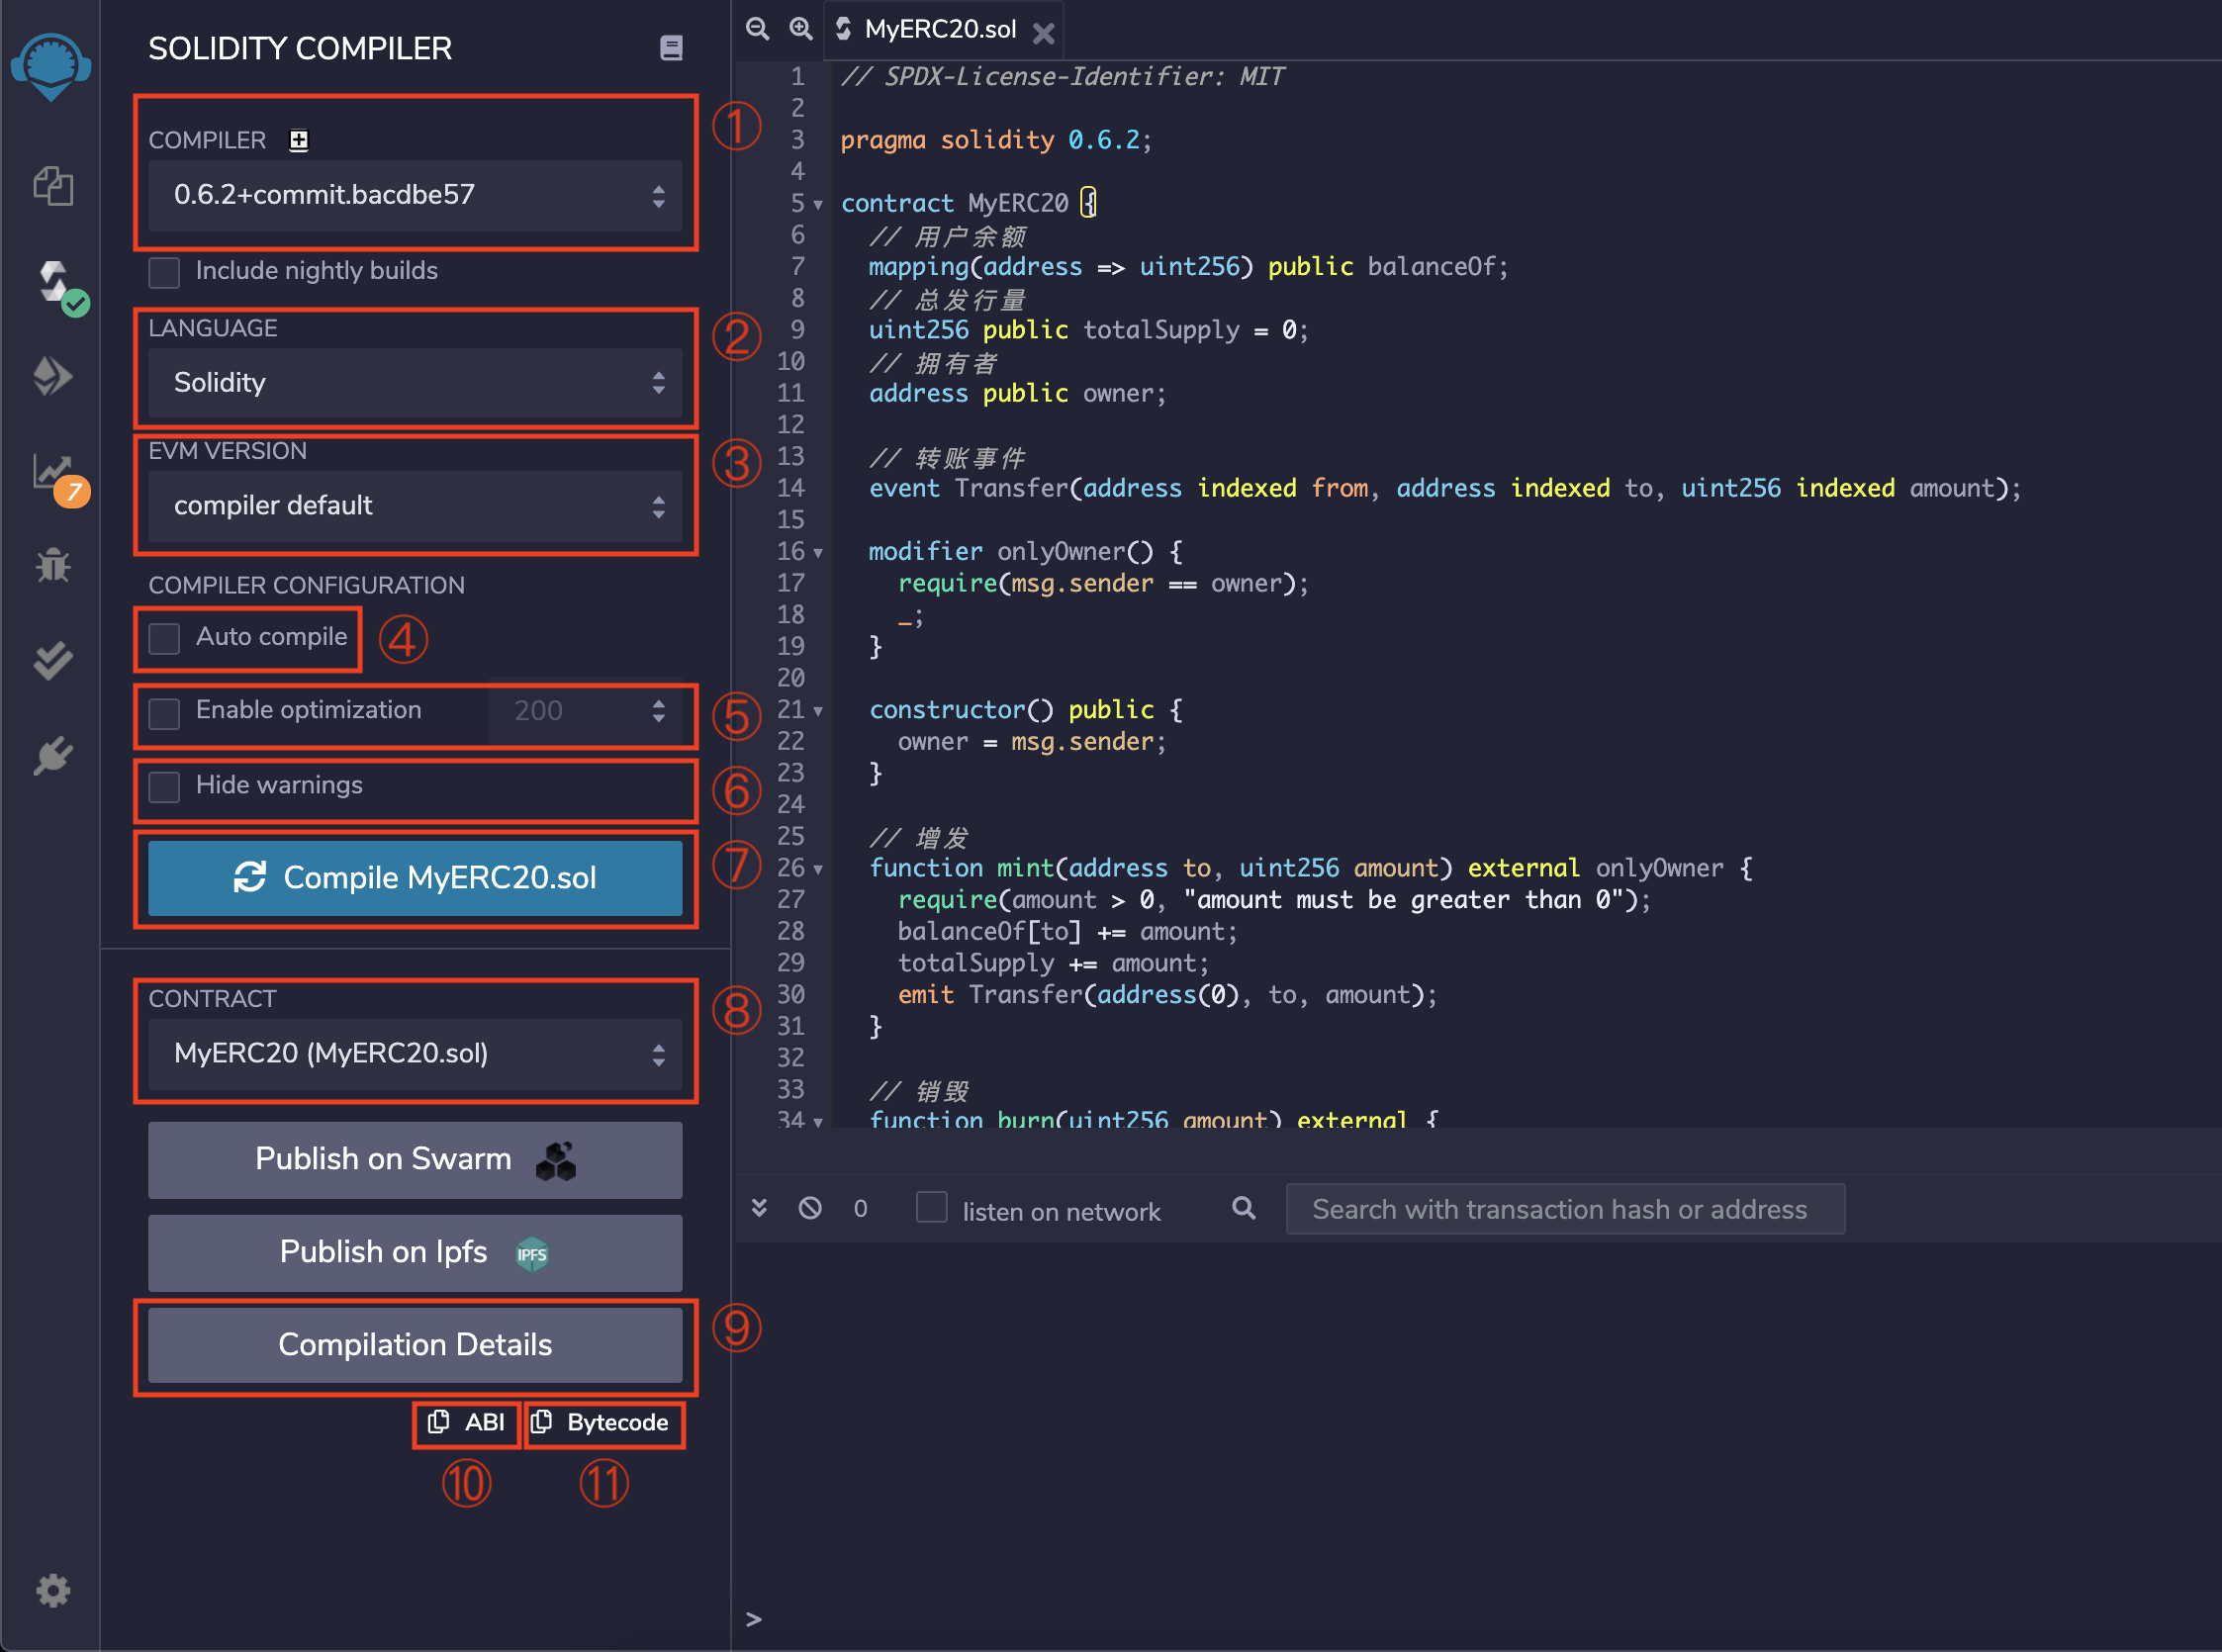 SOLIDITY COMPILER
①
COMPILER
0.6.2+commit.bacdbe57
Include nightly builds
②
LANGUAGE
Solidity
③
EVM VERSION
compiler default
COMPILER CONFIGURATION
Auto compile
④
Enable optimization 200
⑤
Hide warnings
⑥
Compile MyERC20.sol
⑦
CONTRACT
⑧
MyERC20 (MyERC20.sol)
Publish on Swarm
Publish on Ipfs IPFS
Compilation Details
⑨
ABI Bytecode
⑩ ⑪
7
MyERC20.sol
1 // SPDX-License-Identifier: MIT
2
3 pragma solidity 0.6.2;
4
5 contract MyERC20 {
6 // 用户余额
7 mapping(address => uint256) public balanceOf;
8 // 总发行量
9 uint256 public totalSupply = 0;
10 // 拥有者
11 address public owner;
12
13 // 转账事件
14 event Transfer(address indexed from, address indexed to, uint256 indexed amount);
15
16 modifier onlyOwner() {
17 require(msg.sender == owner);
18 _;
19 }
20
21 constructor() public {
22 owner = msg.sender;
23 }
24
25 // 增发
26 function mint(address to, uint256 amount) external onlyOwner {
27 require(amount > 0, "amount must be greater than 0");
28 balanceOf[to] += amount;
29 totalSupply += amount;
30 emit Transfer(address(0), to, amount);
31 }
32
33 // 销毁
34 function burn(uint256 amount) external {
0 listen on network Search with transaction hash or address
>